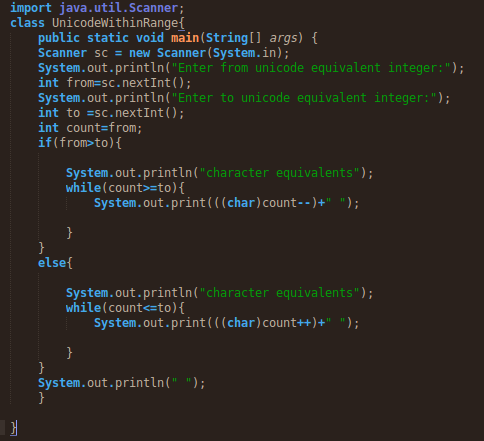 import java.util.Scanner;
class UnicodeWithinRange{
    public static void main(String[] args) {
    Scanner sc = new Scanner(System.in);
    System.out.println("Enter from unicode equivalent integer:");
    int from=sc.nextInt();
    System.out.println("Enter to unicode equivalent integer:");
    int to =sc.nextInt();
    int count=from;
    if(from>to){

        System.out.println("character equivalents");
        while(count>=to){
            System.out.print(((char)count--)+" ");

        }
    }
    else{

        System.out.println("character equivalents");
        while(count<=to){
            System.out.print(((char)count++)+" ");

        }
    }
    System.out.println(" ");
    }

}